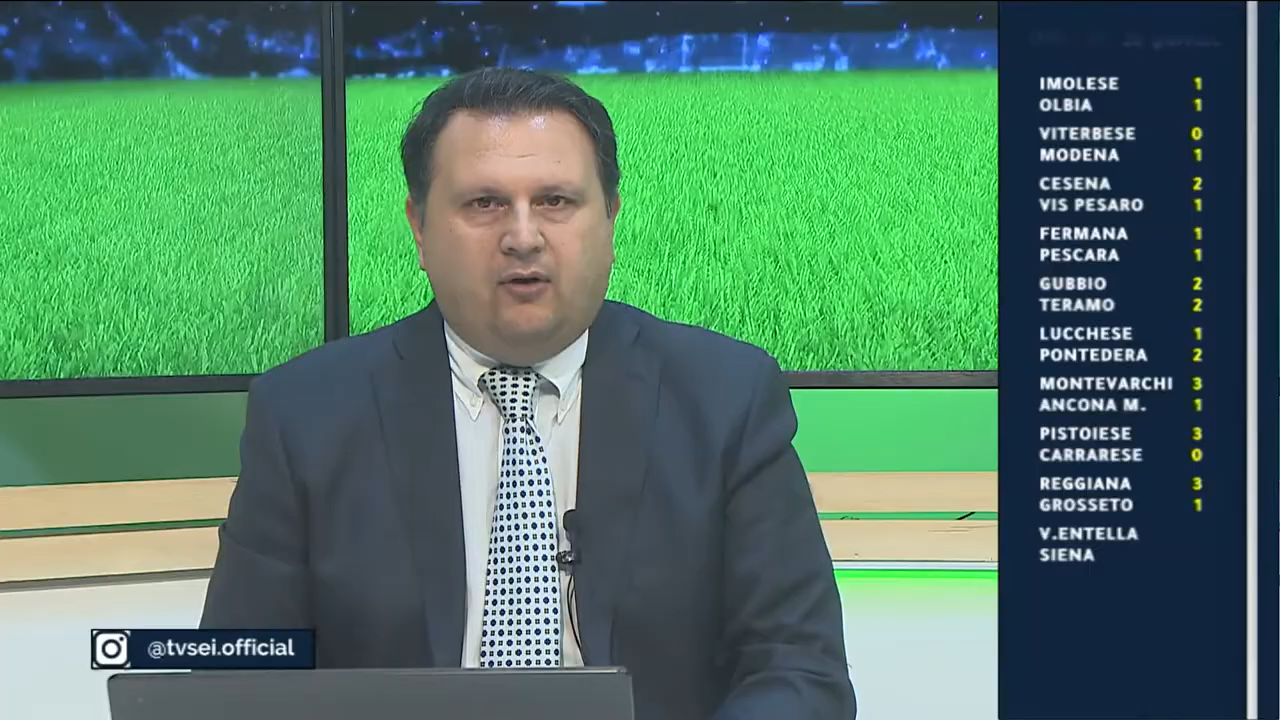 IMOLESE 1
OLBIA 1
VITERBESE 0
MODENA 1
CESENA 2
VIS PESARO 1
FERMANA 1
PESCARA 1
GUBBIO 2
TERAMO 2
LUCCHESE 1
PONTEDERA 2
MONTEVARCHI 3
ANCONA M. 1
PISTOIESE 3
CARRARESE 0
REGGIANA 3
GROSSETO 1
V.ENTELLA
SIENA
@tvsei.official